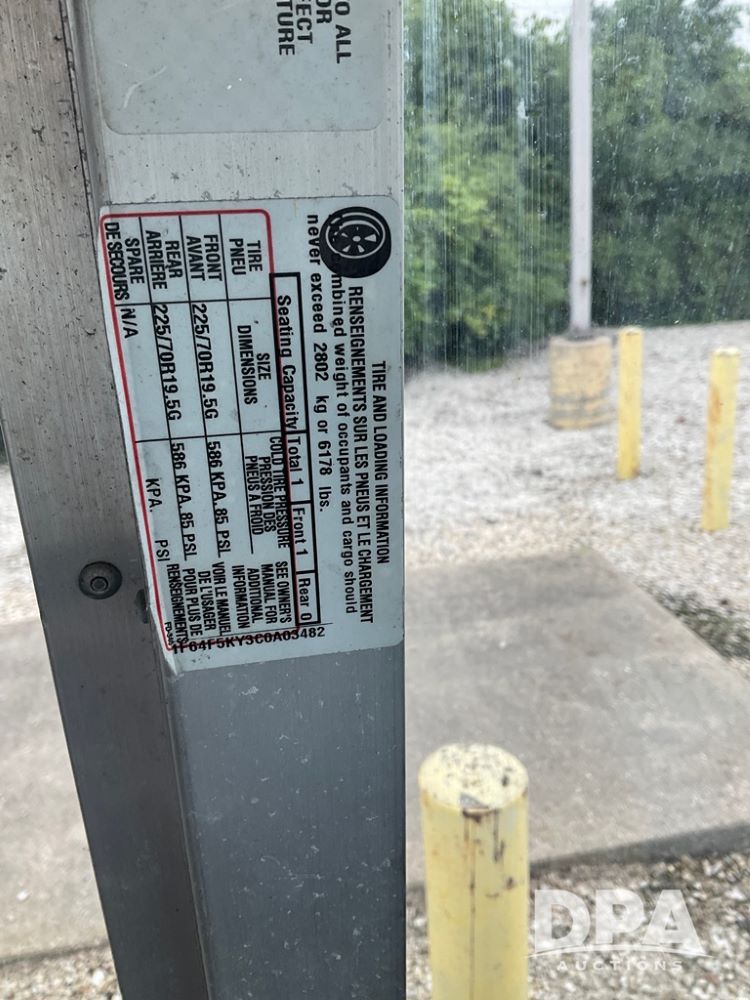 O ALL
OR
FECT
TURE
TIRE AND LOADING INFORMATION
RENSEIGNEMENTS SUR LES PNEUS ET LE CHARGEMENT
combined weight of occupants and cargo should
never exceed 2802 kg or 6178 lbs.
Seating Capacity Total 1 Front 1 Rear 0
TIRE
PNEU
SIZE
DIMENSIONS
COLD TIRE PRESSURE
PRESSION DES
PNEUS A FROID
FRONT
AVANT
225/70R19.5G
586 KPA, 85 PSI
REAR
ARRIÈRE
225/70R19.5G
586 KPA, 85 PSI
SPARE
DE SECOURS
N/A
KPA, PSI
SEE OWNER'S
MANUAL FOR
ADDITIONAL
INFORMATION
VOIR LE MANUEL
DE L'USAGER
POUR PLUS DE
RENSEIGNEMENTS
1F64F5KY3C0A03482
DPA
AUCTIONS